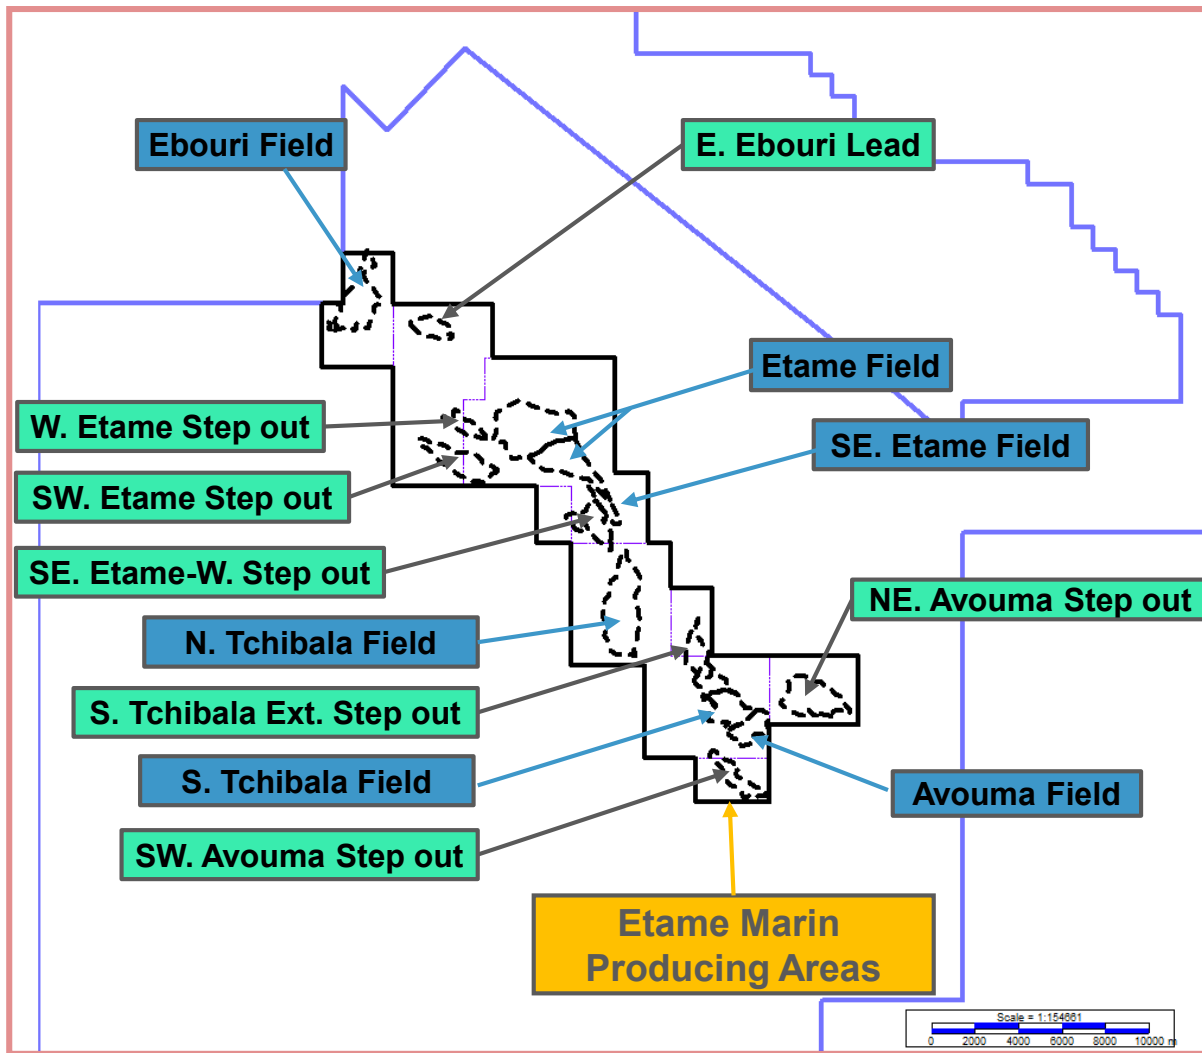 Ebouri Field
E. Ebouri Lead
Etame Field
W. Etame Step out
SE. Etame Field
SW. Etame Step out
SE. Etame-W. Step out
NE. Avouma Step out
N. Tchibala Field
S. Tchibala Ext. Step out
S. Tchibala Field
Avouma Field
SW. Avouma Step out
Etame Marin
Producing Areas
Scale = 1:154661
0 2000 4000 6000 8000 10000 m